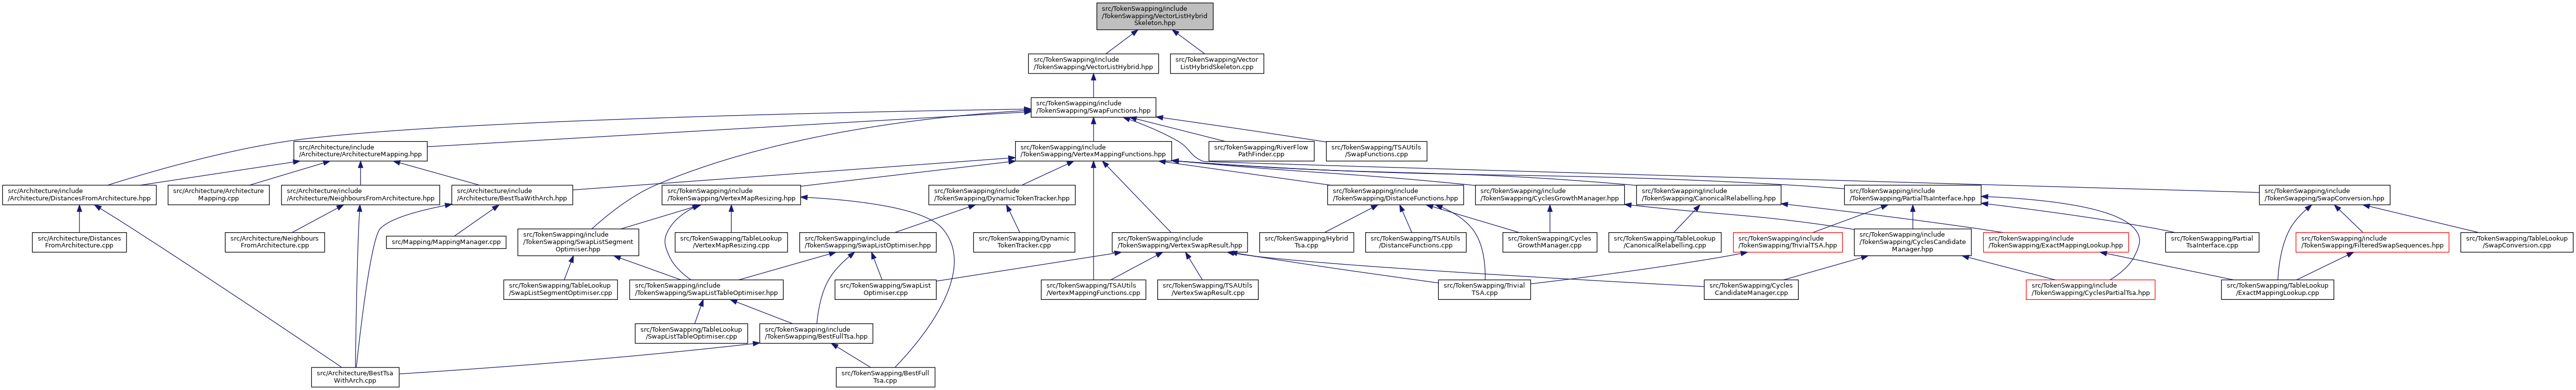 src/TokenSwapping/include
/TokenSwapping/VectorListHybrid
Skeleton.hpp
src/TokenSwapping/include
/TokenSwapping/VectorListHybrid.hpp
src/TokenSwapping/Vector
ListHybridSkeleton.cpp
src/TokenSwapping/include
/TokenSwapping/SwapFunctions.hpp
src/Architecture/include
/Architecture/ArchitectureMapping.hpp
src/TokenSwapping/include
/TokenSwapping/VertexMappingFunctions.hpp
src/TokenSwapping/RiverFlow
PathFinder.cpp
src/TokenSwapping/TSAUtils
/SwapFunctions.cpp
src/Architecture/include
/Architecture/DistancesFromArchitecture.hpp
src/Architecture/Architecture
Mapping.cpp
src/Architecture/include
/Architecture/NeighboursFromArchitecture.hpp
src/Architecture/include
/Architecture/BestTsaWithArch.hpp
src/TokenSwapping/include
/TokenSwapping/VertexMapResizing.hpp
src/TokenSwapping/include
/TokenSwapping/DynamicTokenTracker.hpp
src/TokenSwapping/include
/TokenSwapping/DistanceFunctions.hpp
src/TokenSwapping/include
/TokenSwapping/CyclesGrowthManager.hpp
src/TokenSwapping/include
/TokenSwapping/CanonicalRelabelling.hpp
src/TokenSwapping/include
/TokenSwapping/PartialTsaInterface.hpp
src/TokenSwapping/include
/TokenSwapping/SwapConversion.hpp
src/Architecture/Distances
FromArchitecture.cpp
src/Architecture/Neighbours
FromArchitecture.cpp
src/Mapping/MappingManager.cpp
src/TokenSwapping/include
/TokenSwapping/SwapListSegment
Optimiser.hpp
src/TokenSwapping/TableLookup
/VertexMapResizing.cpp
src/TokenSwapping/include
/TokenSwapping/SwapListOptimiser.hpp
src/TokenSwapping/Dynamic
TokenTracker.cpp
src/TokenSwapping/include
/TokenSwapping/VertexSwapResult.hpp
src/TokenSwapping/Hybrid
Tsa.cpp
src/TokenSwapping/TSAUtils
/DistanceFunctions.cpp
src/TokenSwapping/Cycles
GrowthManager.cpp
src/TokenSwapping/TableLookup
/CanonicalRelabelling.cpp
src/TokenSwapping/include
/TokenSwapping/TrivialTSA.hpp
src/TokenSwapping/include
/TokenSwapping/CyclesCandidate
Manager.hpp
src/TokenSwapping/include
/TokenSwapping/ExactMappingLookup.hpp
src/TokenSwapping/Partial
TsaInterface.cpp
src/TokenSwapping/include
/TokenSwapping/FilteredSwapSequences.hpp
src/TokenSwapping/TableLookup
/SwapConversion.cpp
src/TokenSwapping/TableLookup
/SwapListSegmentOptimiser.cpp
src/TokenSwapping/include
/TokenSwapping/SwapListTableOptimiser.hpp
src/TokenSwapping/SwapList
Optimiser.cpp
src/TokenSwapping/TSAUtils
/VertexMappingFunctions.cpp
src/TokenSwapping/TSAUtils
/VertexSwapResult.cpp
src/TokenSwapping/Trivial
TSA.cpp
src/TokenSwapping/Cycles
CandidateManager.cpp
src/TokenSwapping/include
/TokenSwapping/CyclesPartialTsa.hpp
src/TokenSwapping/TableLookup
/ExactMappingLookup.cpp
src/TokenSwapping/TableLookup
/SwapListTableOptimiser.cpp
src/TokenSwapping/include
/TokenSwapping/BestFullTsa.hpp
src/Architecture/BestTsa
WithArch.cpp
src/TokenSwapping/BestFull
Tsa.cpp